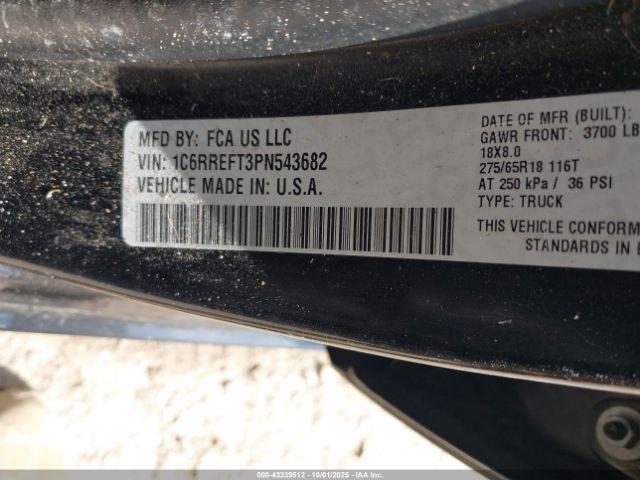 MFD BY: FCA US LLC
VIN: 1C6RREFT3PN543682
VEHICLE MADE IN: U.S.A.
DATE OF MFR (BUILT):
GAWR FRONT: 3700 LB
18X8.0
275/65R18 116T
AT 250 kPa / 36 PSI
TYPE: TRUCK
THIS VEHICLE CONFORM
STANDARDS IN
000-43339512 - 10/01/2025 - © IAA, Inc.